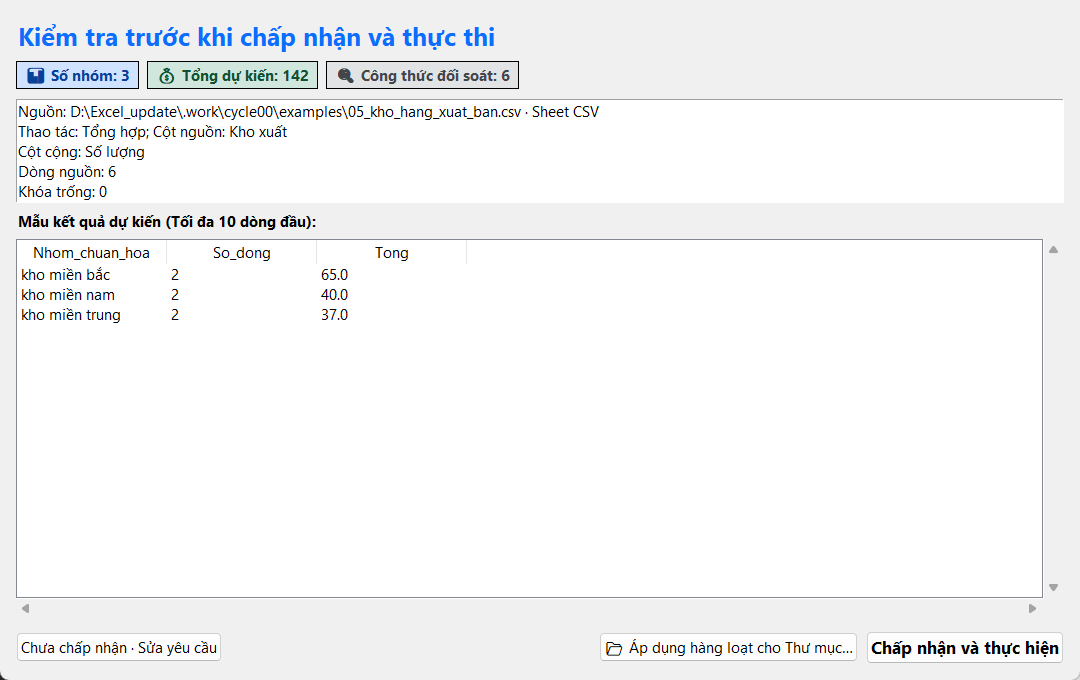 Kiểm tra trước khi chấp nhận và thực thi
Số nhóm: 3 Tổng dự kiến: 142 Công thức đối soát: 6
Nguồn: D:\Excel_update\.work\cycle00\examples\05_kho_hang_xuat_ban.csv · Sheet CSV
Thao tác: Tổng hợp; Cột nguồn: Kho xuất
Cột cộng: Số lượng
Dòng nguồn: 6
Khóa trống: 0
Mẫu kết quả dự kiến (Tối đa 10 dòng đầu):
Nhom_chuan_hoa So_dong Tong
kho miền bắc 2 65.0
kho miền nam 2 40.0
kho miền trung 2 37.0
Chưa chấp nhận · Sửa yêu cầu Áp dụng hàng loạt cho Thư mục... Chấp nhận và thực hiện